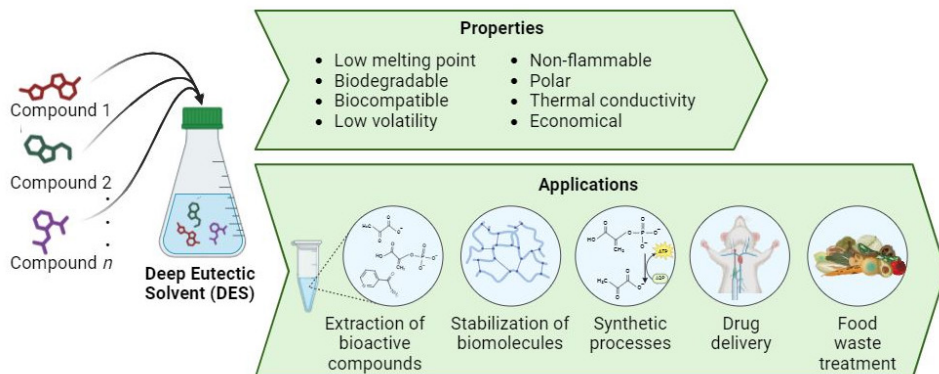 Properties
• Low melting point
• Biodegradable
• Biocompatible
• Low volatility
• Non-flammable
• Polar
• Thermal conductivity
• Economical
Compound 1
Compound 2
Compound n
Deep Eutectic
Solvent (DES)
Applications
Extraction of
bioactive
compounds
Stabilization of
biomolecules
Synthetic
processes
Drug
delivery
Food
waste
treatment